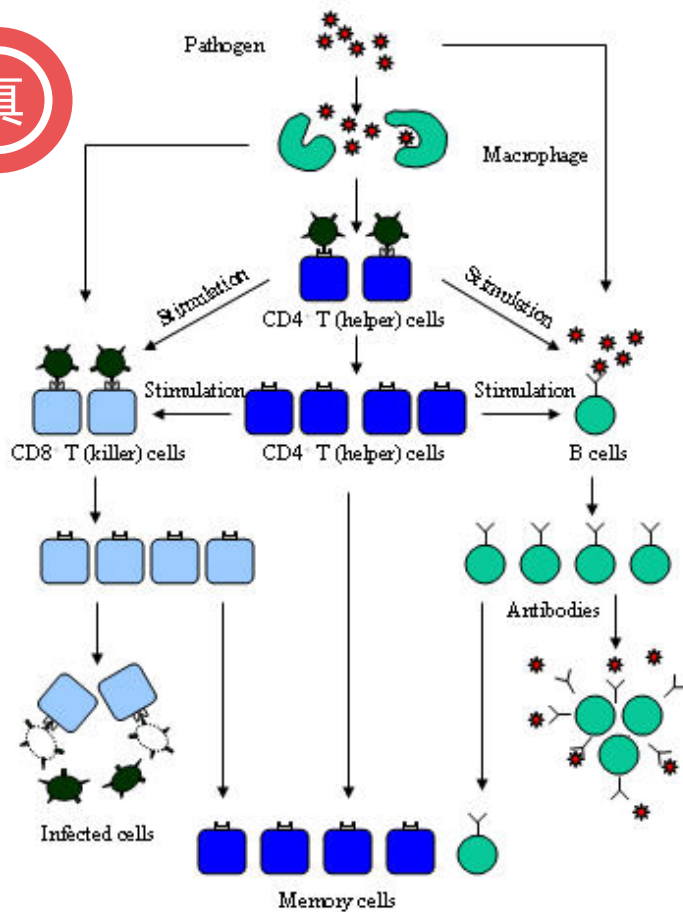 真
Pathogen
Macrophage
Stimulation
Stimulation
CD4⁺ T (helper) cells
Stimulation
Stimulation
CD8⁺ T (killer) cells
CD4⁺ T (helper) cells
B cells
Antibodies
Infected cells
Memory cells